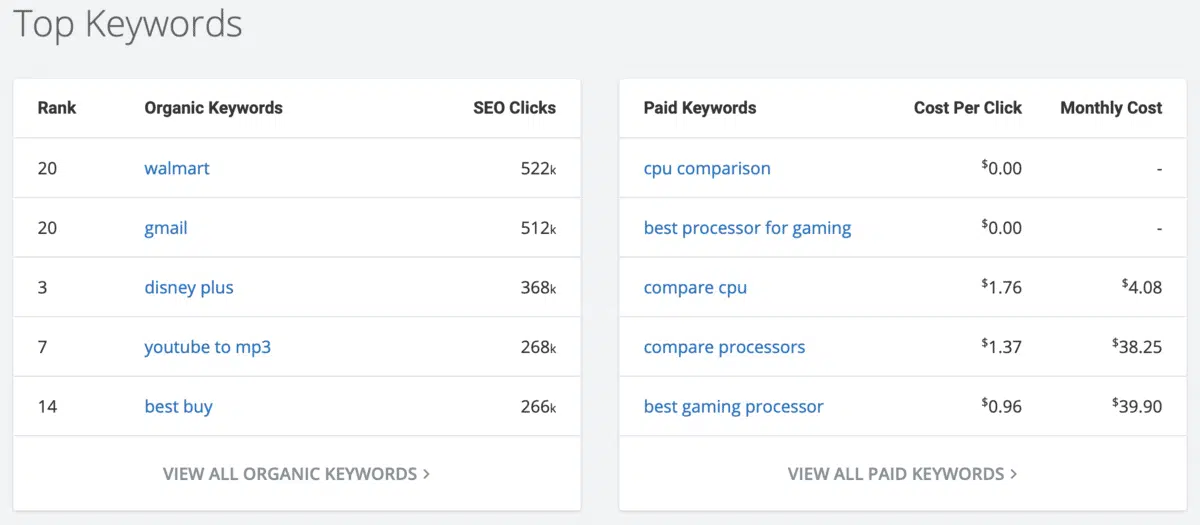 Top Keywords
Rank Organic Keywords SEO Clicks
20 walmart 522k
20 gmail 512k
3 disney plus 368k
7 youtube to mp3 268k
14 best buy 266k
VIEW ALL ORGANIC KEYWORDS >
Paid Keywords Cost Per Click Monthly Cost
cpu comparison $0.00 -
best processor for gaming $0.00 -
compare cpu $1.76 $4.08
compare processors $1.37 $38.25
best gaming processor $0.96 $39.90
VIEW ALL PAID KEYWORDS >